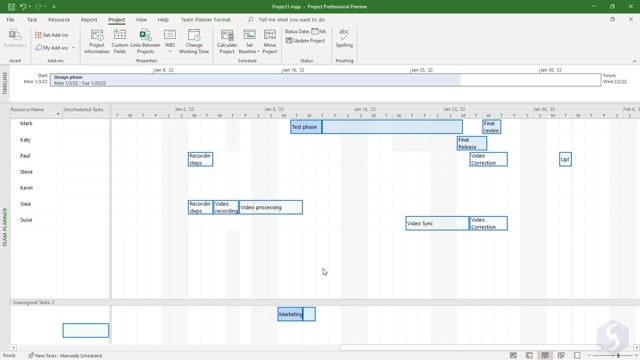 Project1.mpp - Project Professional Preview
File Task Resource Report Project View Help Team Planner Format Tell me what you want to do
Subproject
Insert
Get Add-ins
My Add-ins
Add-ins
Project Information
Custom Fields
Links Between Projects
WBS
Change Working Time
Properties
Calculate Project
Set Baseline
Move Project
Schedule
Status Date: NA
Update Project
Status
abc
Spelling
Proofing
TIMELINE
Jan 9, '22 Jan 16, '22 Jan 23, '22 Jan 30, '22
Start
Mon 1/3/22
Design phase
Mon 1/3/22 - Tue 1/25/22
Finish
Wed 2/2/22
TEAM PLANNER
Resource Name Unscheduled Tasks
Jan 2, '22 Jan 9, '22 Jan 16, '22 Jan 23, '22 Jan 30, '22 Feb 6,
T W T F S S M T W T F S S M T W T F S S M T W T F S S M T W T F S S M T W T F S
Mark
Test phase
Final review
Katy
Final Release
Paul
Recordin steps
Video Correction
Upl
Steve
Kevin
Gaia
Recordin steps
Video recording
Video processing
Susie
Video Sync
Video Correction
Unassigned Tasks: 2
Marketing
Ready New Tasks : Manually Scheduled